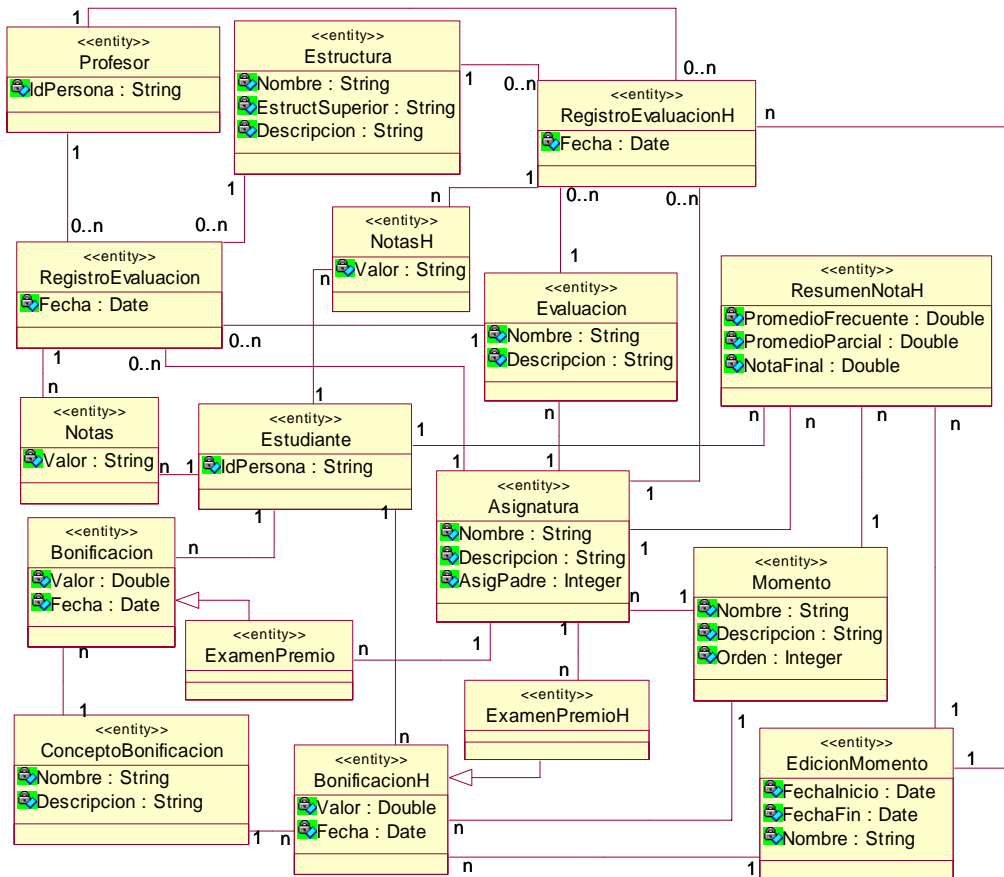 1
1
<<entity>>
Profesor
IdPersona : String
<<entity>>
Estructura
Nombre : String
EstructSuperior : String
Descripcion : String
1
0..n
0..n
<<entity>>
RegistroEvaluacionH
Fecha : Date
n
1
1
0..n
0..n
n
1
0..n
0..n
<<entity>>
NotasH
Valor : String
n
<<entity>>
RegistroEvaluacion
Fecha : Date
<<entity>>
Evaluacion
Nombre : String
Descripcion : String
<<entity>>
ResumenNotaH
PromedioFrecuente : Double
PromedioParcial : Double
NotaFinal : Double
1
0..n
0..n
1
n
1
n
n
n
n
n
<<entity>>
Notas
Valor : String
n
1
<<entity>>
Estudiante
IdPersona : String
1
1
1
1
<<entity>>
Asignatura
Nombre : String
Descripcion : String
AsigPadre : Integer
1
1
1
1
n
<<entity>>
Bonificacion
Valor : Double
Fecha : Date
n
1
<<entity>>
Momento
Nombre : String
Descripcion : String
Orden : Integer
<<entity>>
ExamenPremio
n
1
1
n
n
<<entity>>
ExamenPremioH
1
1
1
<<entity>>
ConceptoBonificacion
Nombre : String
Descripcion : String
n
<<entity>>
BonificacionH
Valor : Double
Fecha : Date
<<entity>>
EdicionMomento
FechaInicio : Date
FechaFin : Date
Nombre : String
1
1
n
n
n
1